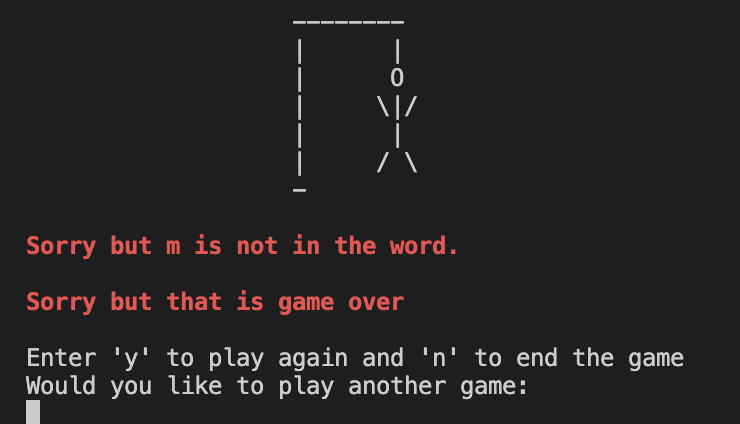 Sorry but m is not in the word.
Sorry but that is game over
Enter 'y' to play again and 'n' to end the game
Would you like to play another game: